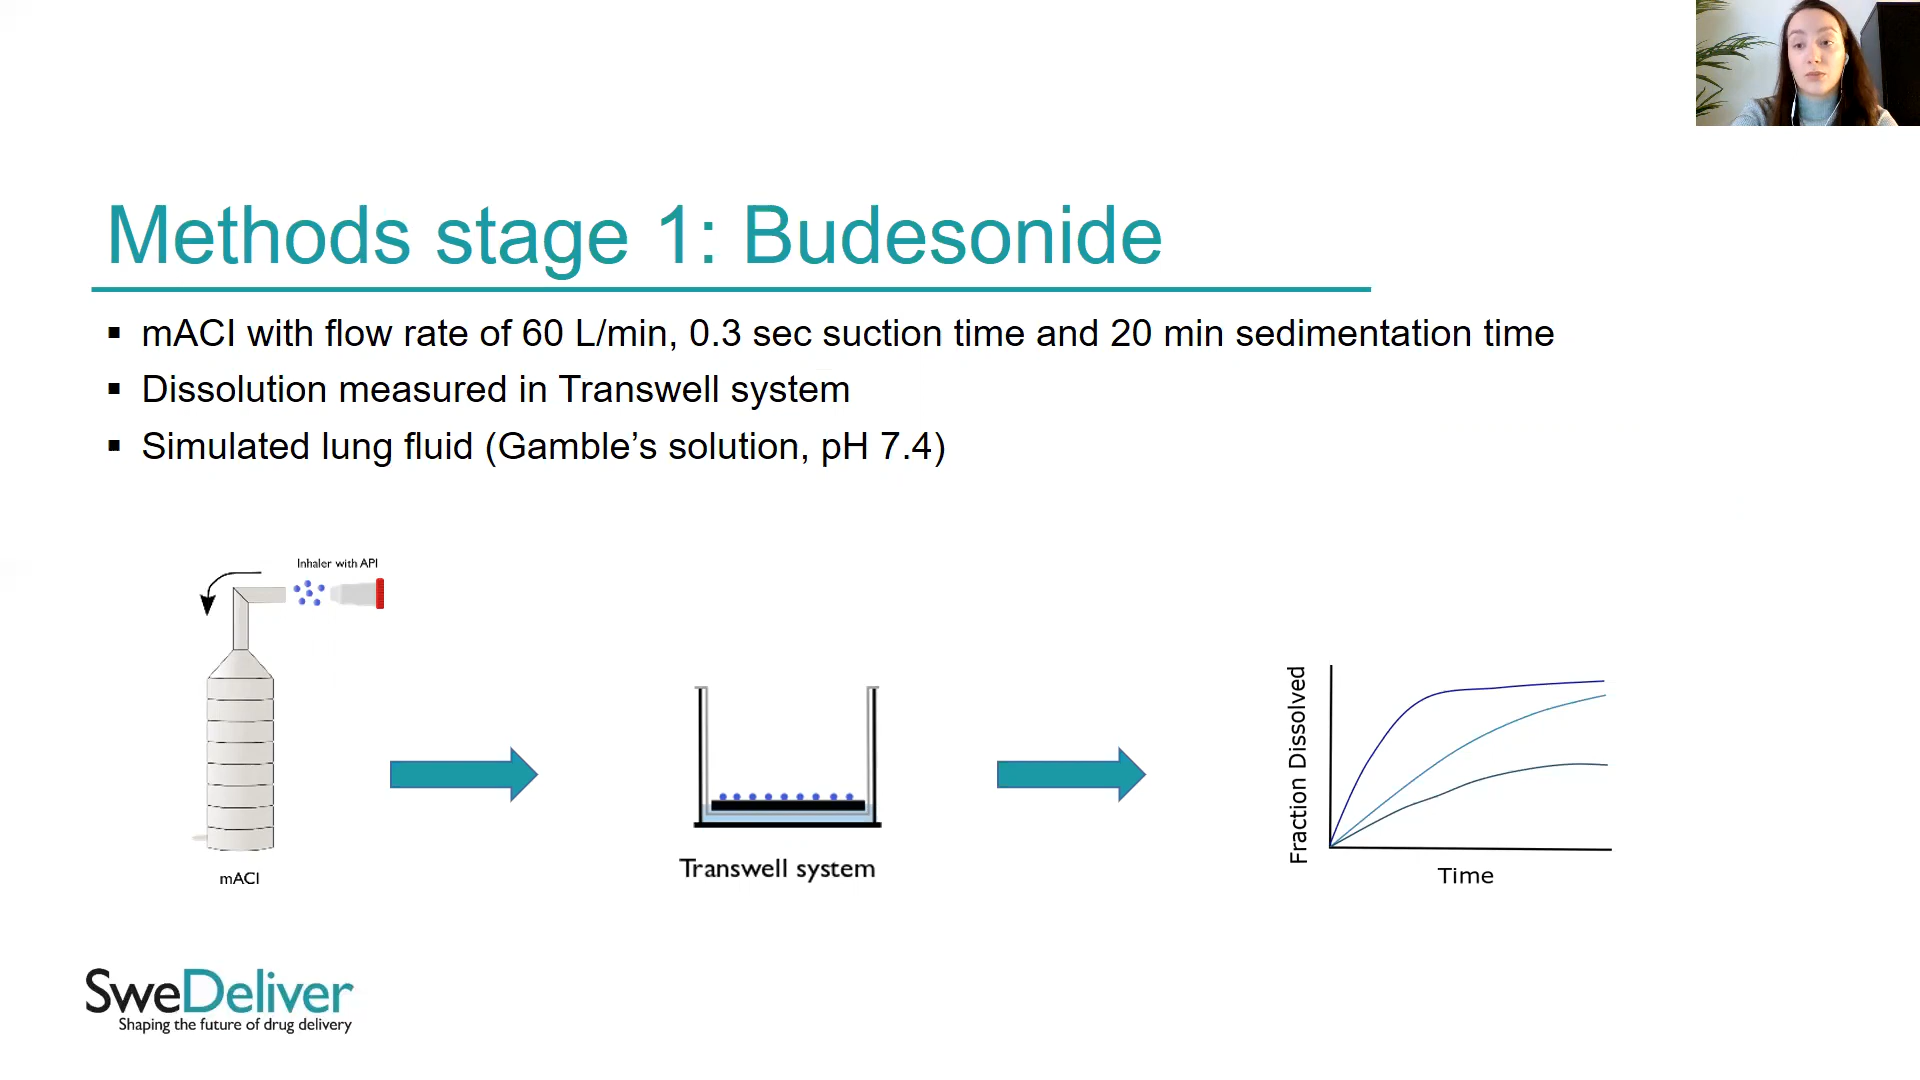 Methods stage 1: Budesonide
▪ mACI with flow rate of 60 L/min, 0.3 sec suction time and 20 min sedimentation time
▪ Dissolution measured in Transwell system
▪ Simulated lung fluid (Gamble’s solution, pH 7.4)
Inhaler with API
mACI
Transwell system
Fraction Dissolved
Time
SweDeliver
Shaping the future of drug delivery